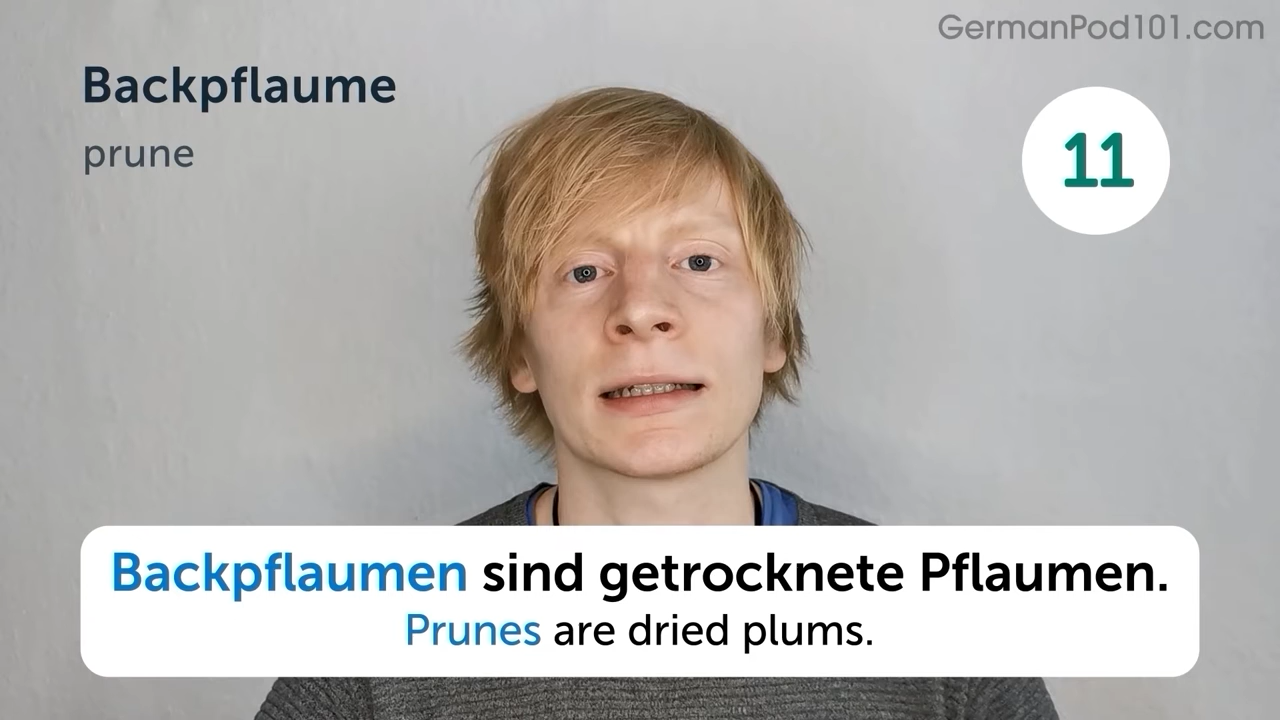 GermanPod101.com
Backpflaume
prune
11
Backpflaumen sind getrocknete Pflaumen.
Prunes are dried plums.